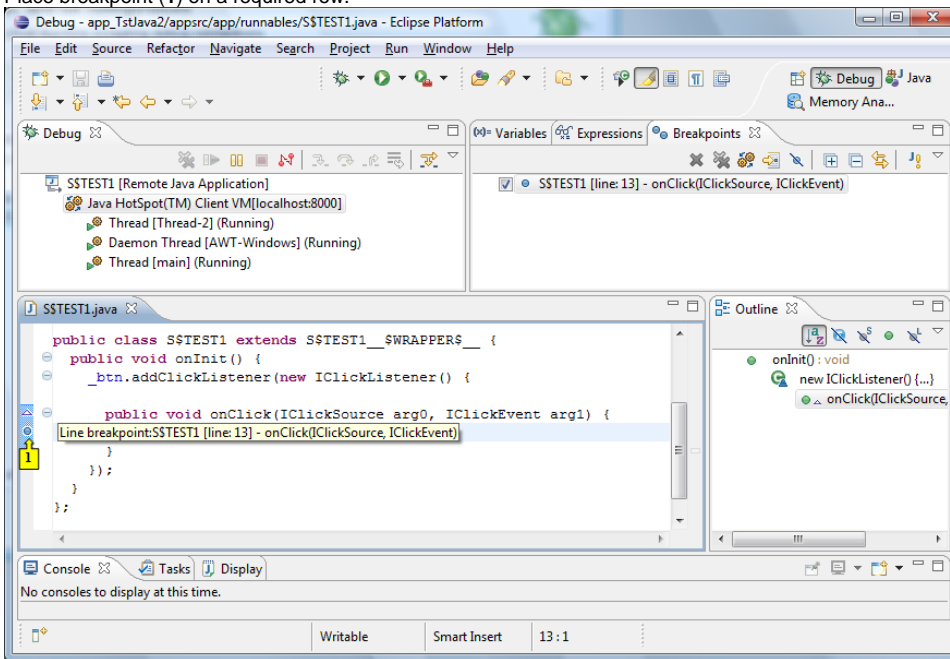 Place breakpoint (1) on a required row.
Debug - app_TstJava2/appsrc/app/runnables/S$TEST1.java - Eclipse Platform
File Edit Source Refactor Navigate Search Project Run Window Help
Debug Java
Memory Ana...
Debug
S$TEST1 [Remote Java Application]
Java HotSpot(TM) Client VM[localhost:8000]
Thread [Thread-2] (Running)
Daemon Thread [AWT-Windows] (Running)
Thread [main] (Running)
(x)= Variables Expressions Breakpoints
S$TEST1 [line: 13] - onClick(IClickSource, IClickEvent)
S$TEST1.java
public class S$TEST1 extends S$TEST1__$WRAPPER$__ {
public void onInit() {
_btn.addClickListener(new IClickListener() {
public void onClick(IClickSource arg0, IClickEvent arg1) {
Line breakpoint:S$TEST1 [line: 13] - onClick(IClickSource, IClickEvent)
1
}
});
}
};
Outline
onInit() : void
new IClickListener() {...}
onClick(IClickSource,
Console Tasks Display
No consoles to display at this time.
Writable Smart Insert 13 : 1